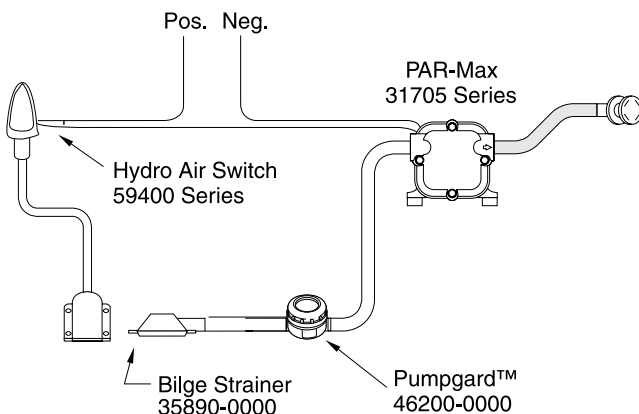 Pos. Neg.
PAR-Max
31705 Series
Hydro Air Switch
59400 Series
Bilge Strainer
35890-0000
Pumpgard™
46200-0000